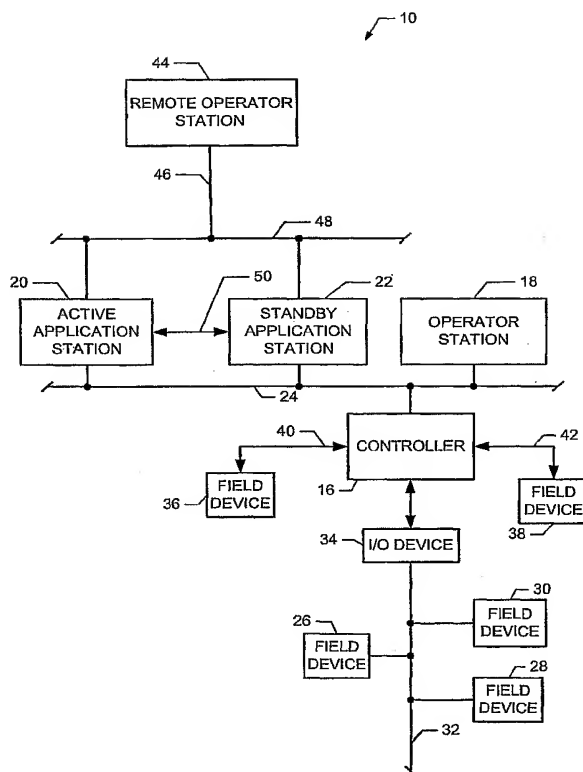 10
44
REMOTE OPERATOR
STATION
46
48
20
50
22
18
ACTIVE
APPLICATION
STATION
STANDBY
APPLICATION
STATION
OPERATOR
STATION
24
40
42
CONTROLLER
36
FIELD
DEVICE
16
FIELD
DEVICE
38
34
I/O DEVICE
30
26
FIELD
DEVICE
FIELD
DEVICE
28
FIELD
DEVICE
32